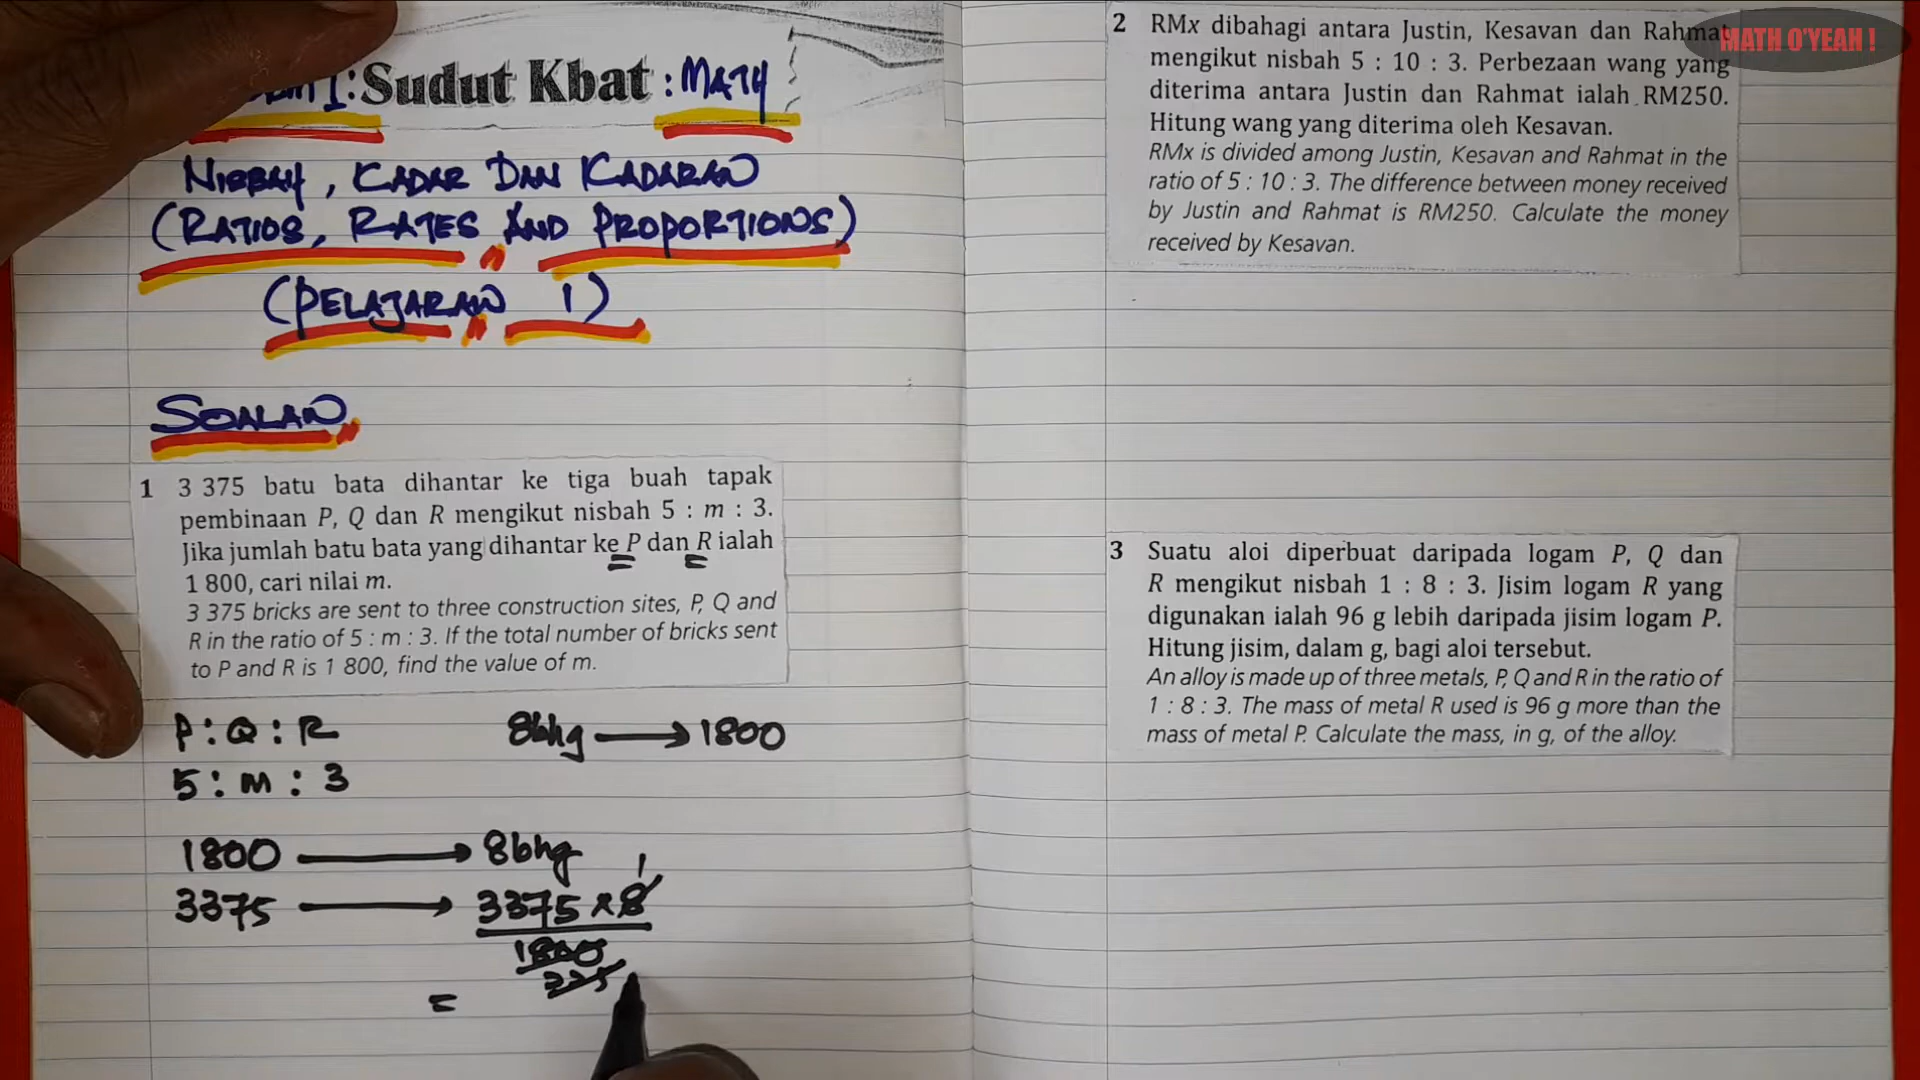 : Sudut Kbat : MATH
NISBAH, KADAR DAN KADARAN
(RATIOS, RATES AND PROPORTIONS)
(PELAJARAN 1)
SOALAN
1 3 375 batu bata dihantar ke tiga buah tapak
pembinaan P, Q dan R mengikut nisbah 5 : m : 3.
Jika jumlah batu bata yang dihantar ke P dan R ialah
1 800, cari nilai m.
3 375 bricks are sent to three construction sites, P, Q and
R in the ratio of 5 : m : 3. If the total number of bricks sent
to P and R is 1 800, find the value of m.
P : Q : R
5 : m : 3
8bhg → 1800
1800 → 8bhg
1
3375 → 3375 × 8
1800
225
=
MATH O'YEAH !
2 RMx dibahagi antara Justin, Kesavan dan Rahmat
mengikut nisbah 5 : 10 : 3. Perbezaan wang yang
diterima antara Justin dan Rahmat ialah RM250.
Hitung wang yang diterima oleh Kesavan.
RMx is divided among Justin, Kesavan and Rahmat in the
ratio of 5 : 10 : 3. The difference between money received
by Justin and Rahmat is RM250. Calculate the money
received by Kesavan.
3 Suatu aloi diperbuat daripada logam P, Q dan
R mengikut nisbah 1 : 8 : 3. Jisim logam R yang
digunakan ialah 96 g lebih daripada jisim logam P.
Hitung jisim, dalam g, bagi aloi tersebut.
An alloy is made up of three metals, P, Q and R in the ratio of
1 : 8 : 3. The mass of metal R used is 96 g more than the
mass of metal P. Calculate the mass, in g, of the alloy.